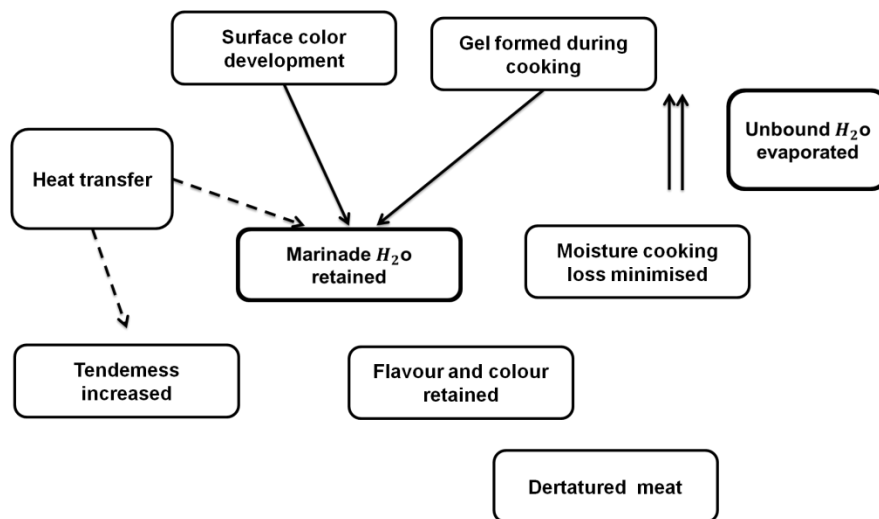 Surface color
development
Gel formed during
cooking
Unbound H₂o
evaporated
Heat transfer
Marinade H₂o
retained
Moisture cooking
loss minimised
Tendemess
increased
Flavour and colour
retained
Dertatured meat